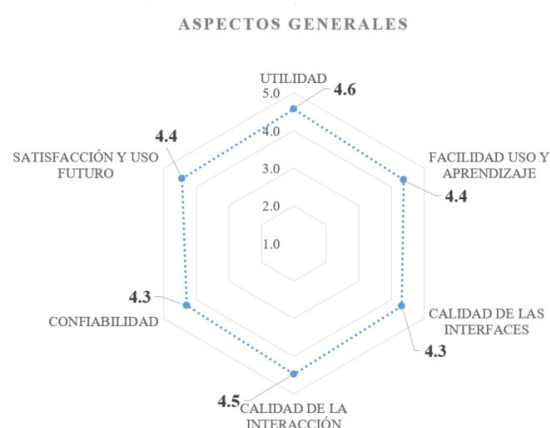 ASPECTOS GENERALES
UTILIDAD
5.0
4.6
4.0
4.4
SATISFACCIÓN Y USO
FUTURO
FACILIDAD USO Y
APRENDIZAJE
3.0
4.4
2.0
1.0
4.3
CONFIABILIDAD
CALIDAD DE LAS
INTERFACES
4.3
4.5
CALIDAD DE LA
INTERACCIÓN